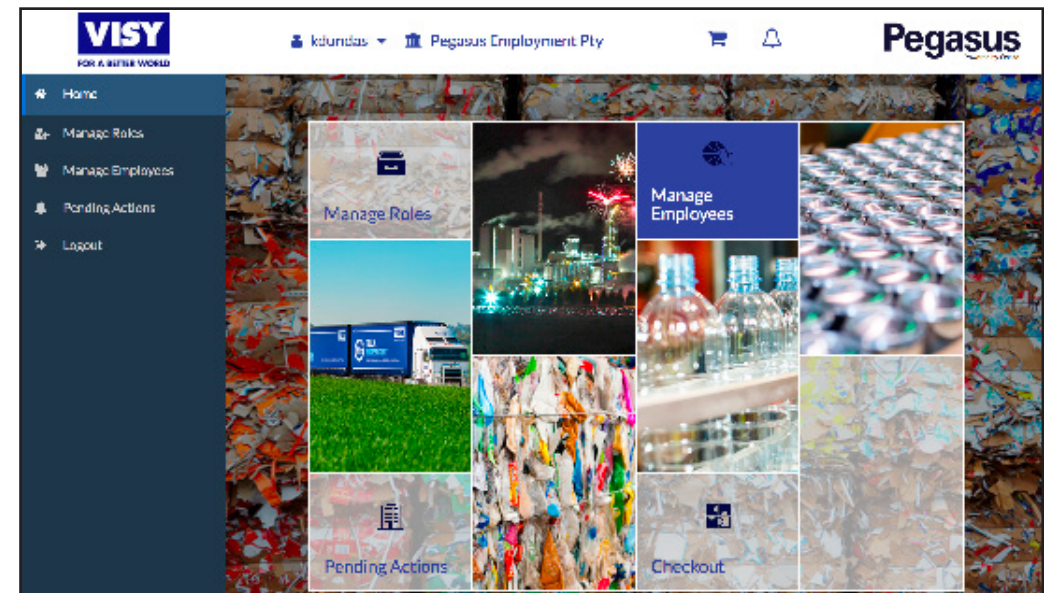 VISY
FOR A BETTER WORLD
kdundas
Pegasus Employment Pty
Pegasus
Home
Manage Roles
Manage Employees
Pending Actions
Logout
Manage Roles
Manage
Employees
Pending Actions
Checkout